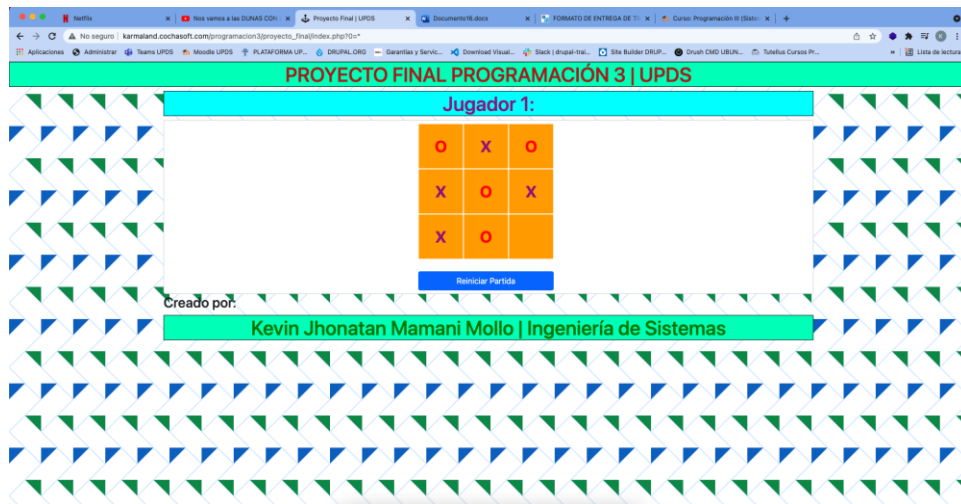 Netflix
Nos vamos a las DUNAS CON
Proyecto Final | UPDS
Documento16.docx
FORMATO DE ENTREGA DE
Curso: Programación III (Siste
No seguro | karmaland.cochasoft.com/programacion3/proyecto_final/index.php?0=*
Aplicaciones Administrar Teams UPDS Moodle UPDS PLATAFORMA UP... DRUPAL.ORG Garantías y Servic... Download Visual... Slack | drupal-trai... Site Builder DRUP... Drush CMD UBUN... Tutellus Cursos Pr... » Lista de lectura
PROYECTO FINAL PROGRAMACIÓN 3 | UPDS
Jugador 1:
O X O
X O X
X O
Reiniciar Partida
Creado por:
Kevin Jhonatan Mamani Mollo | Ingeniería de Sistemas